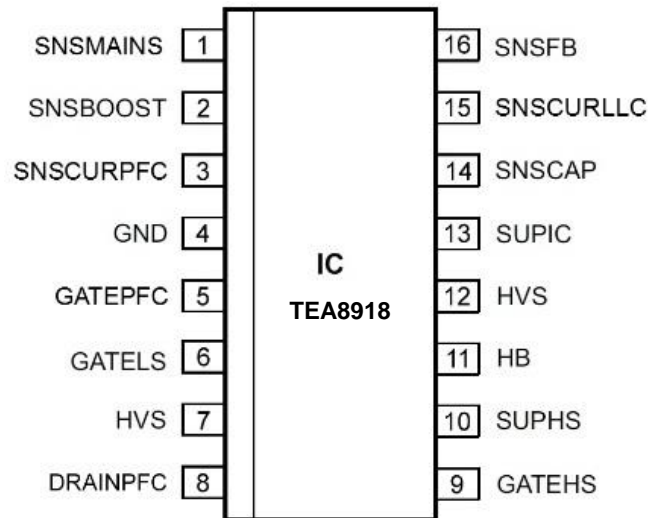 SNSMAINS 1 16 SNSFB
SNSBOOST 2 15 SNSCURLLC
SNSCURPFC 3 14 SNSCAP
GND 4 13 SUPIC
IC
GATEPFC 5 12 HVS
TEA8918
GATELS 6 11 HB
HVS 7 10 SUPHS
DRAINPFC 8 9 GATEHS